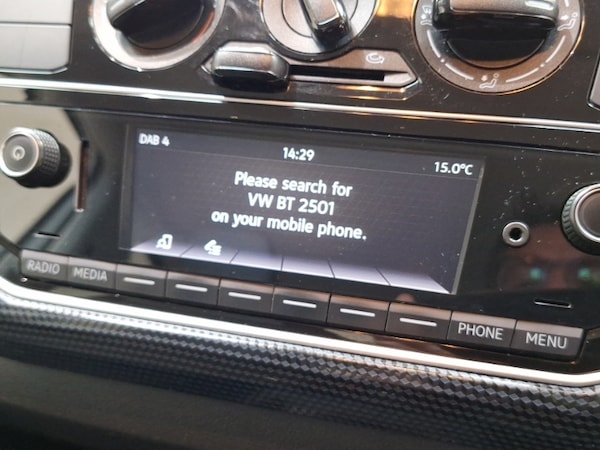 DAB 4
14:29
15.0°C
Please search for
VW BT 2501
on your mobile phone.
RADIO
MEDIA
PHONE
MENU